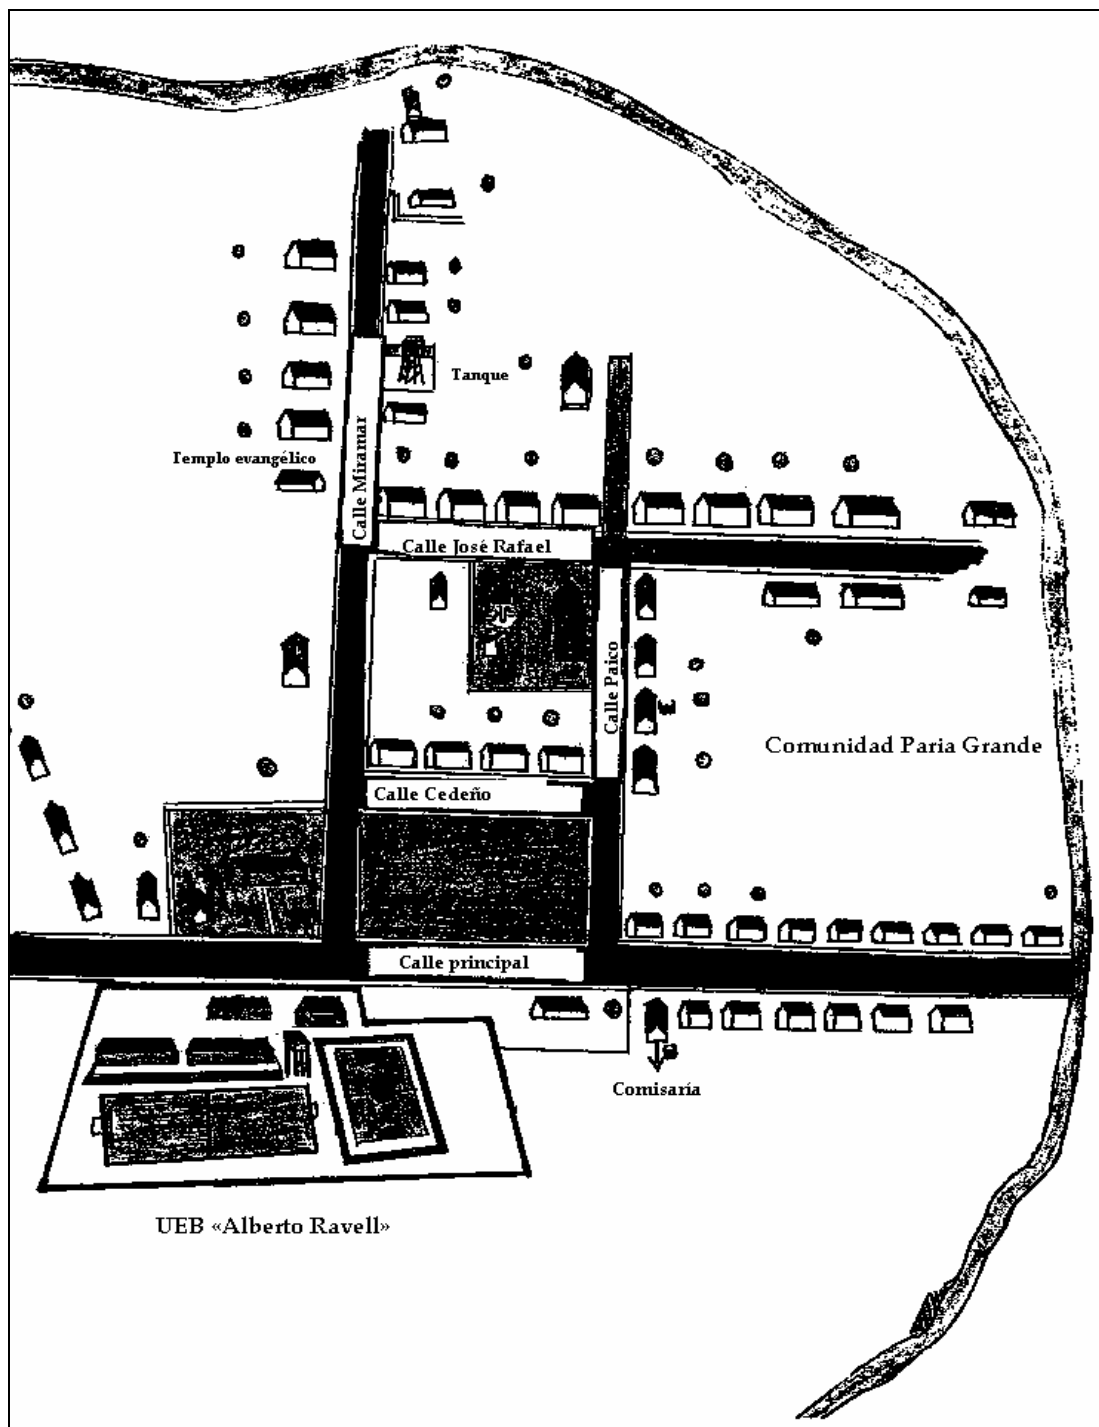 Tanque
Templo evangélico
Calle Miramar
Calle José Rafael
Calle Paico
Comunidad Paria Grande
Calle Cedeño
Calle principal
Comisaría
UEB «Alberto Ravell»